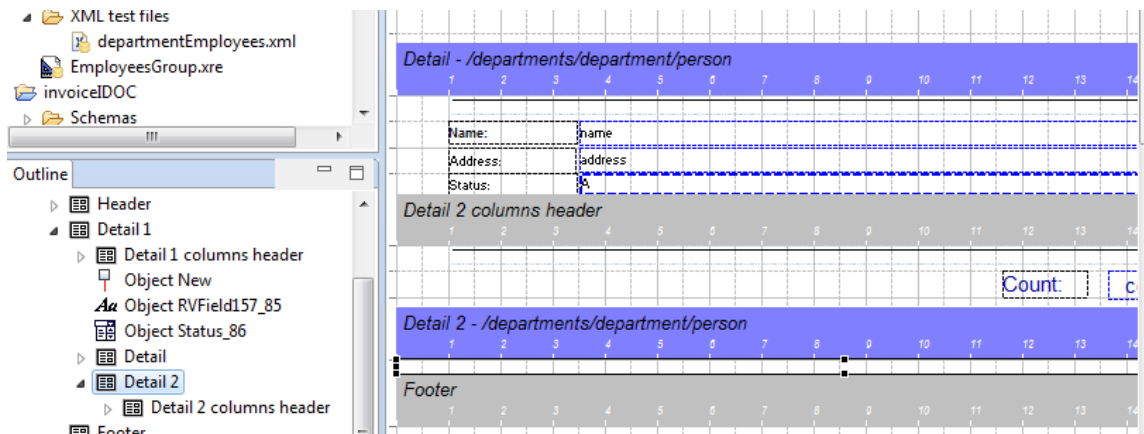 XML test files
departmentEmployees.xml
EmployeesGroup.xre
invoiceIDOC
Schemas
Outline
Header
Detail 1
Detail 1 columns header
Object New
Aa Object RVField157_85
Object Status_86
Detail
Detail 2
Detail 2 columns header
Footer
Detail - /departments/department/person
1 2 3 4 5 6 7 8 9 10 11 12 13 14
Name: name
Address: address
Status: A
Detail 2 columns header
1 2 3 4 5 6 7 8 9 10 11 12 13 14
Count: c
Detail 2 - /departments/department/person
1 2 3 4 5 6 7 8 9 10 11 12 13 14
Footer
1 2 3 4 5 6 7 8 9 10 11 12 13 14